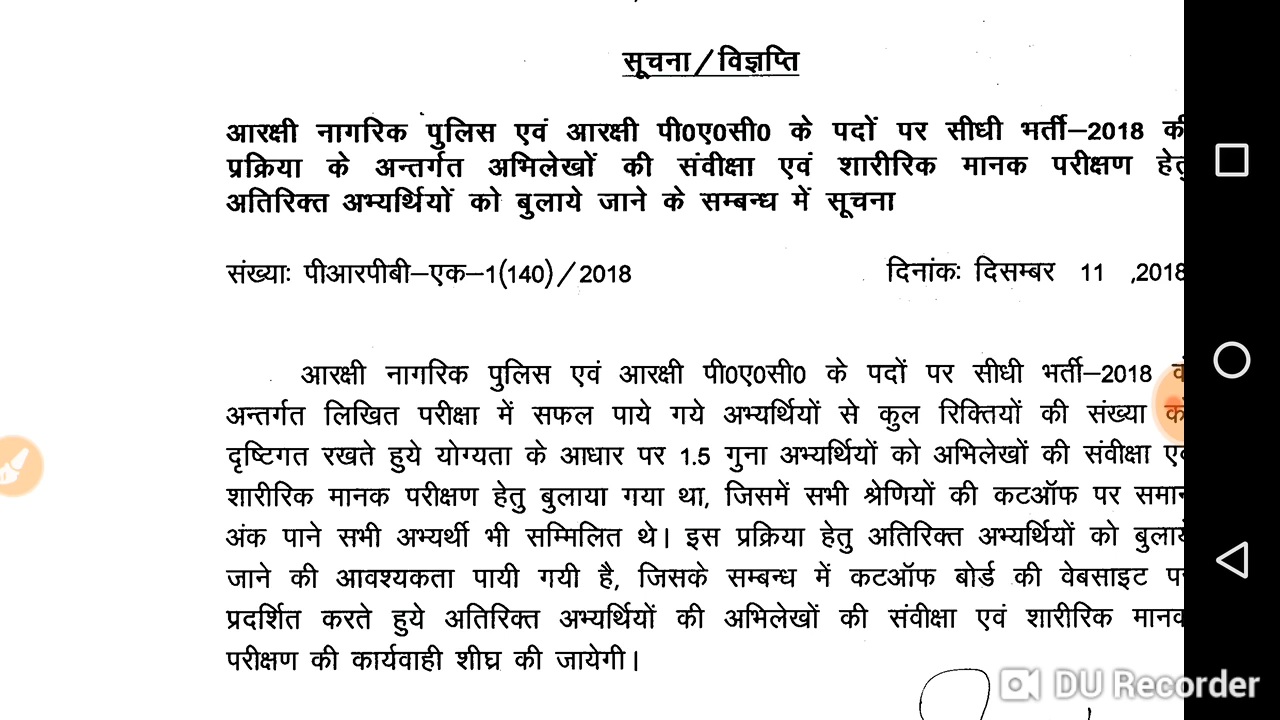 सूचना/विज्ञप्ति
आरक्षी नागरिक पुलिस एवं आरक्षी पी0ए0सी0 के पदों पर सीधी भर्ती–2018 की
प्रक्रिया के अन्तर्गत अभिलेखों की संवीक्षा एवं शारीरिक मानक परीक्षण हेतु
अतिरिक्त अभ्यर्थियों को बुलाये जाने के सम्बन्ध में सूचना
संख्याः पीआरपीबी–एक–1(140)/2018 दिनांकः दिसम्बर 11 ,2018
आरक्षी नागरिक पुलिस एवं आरक्षी पी0ए0सी0 के पदों पर सीधी भर्ती–2018
अन्तर्गत लिखित परीक्षा में सफल पाये गये अभ्यर्थियों से कुल रिक्तियों की संख्या को
दृष्टिगत रखते हुये योग्यता के आधार पर 1.5 गुना अभ्यर्थियों को अभिलेखों की संवीक्षा एवं
शारीरिक मानक परीक्षण हेतु बुलाया गया था, जिसमें सभी श्रेणियों की कटऑफ पर समान
अंक पाने सभी अभ्यर्थी भी सम्मिलित थे। इस प्रक्रिया हेतु अतिरिक्त अभ्यर्थियों को बुलाये
जाने की आवश्यकता पायी गयी है, जिसके सम्बन्ध में कटऑफ बोर्ड की वेबसाइट पर
प्रदर्शित करते हुये अतिरिक्त अभ्यर्थियों की अभिलेखों की संवीक्षा एवं शारीरिक मानक
परीक्षण की कार्यवाही शीघ्र की जायेगी।
DU Recorder